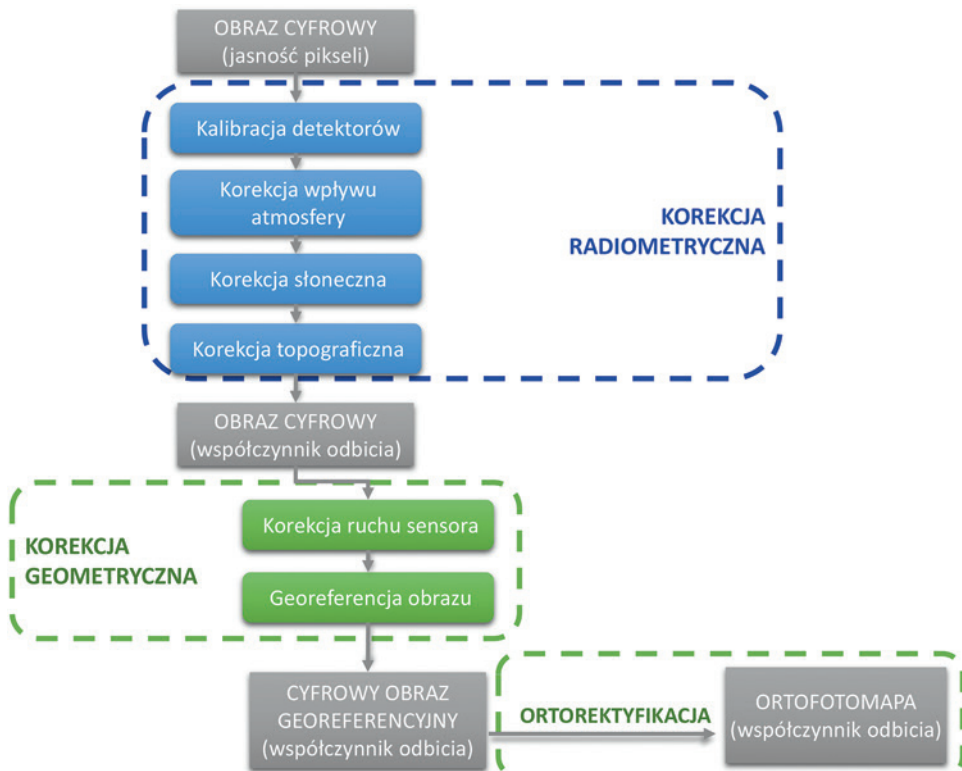 OBRAZ CYFROWY
(jasność pikseli)
Kalibracja detektorów
Korekcja wpływu
atmosfery
Korekcja słoneczna
Korekcja topograficzna
KOREKCJA
RADIOMETRYCZNA
OBRAZ CYFROWY
(współczynnik odbicia)
KOREKCJA
GEOMETRYCZNA
Korekcja ruchu sensora
Georeferencja obrazu
CYFROWY OBRAZ
GEOREFERENCYJNY
(współczynnik odbicia)
ORTOREKTYFIKACJA
ORTOFOTOMAPA
(współczynnik odbicia)